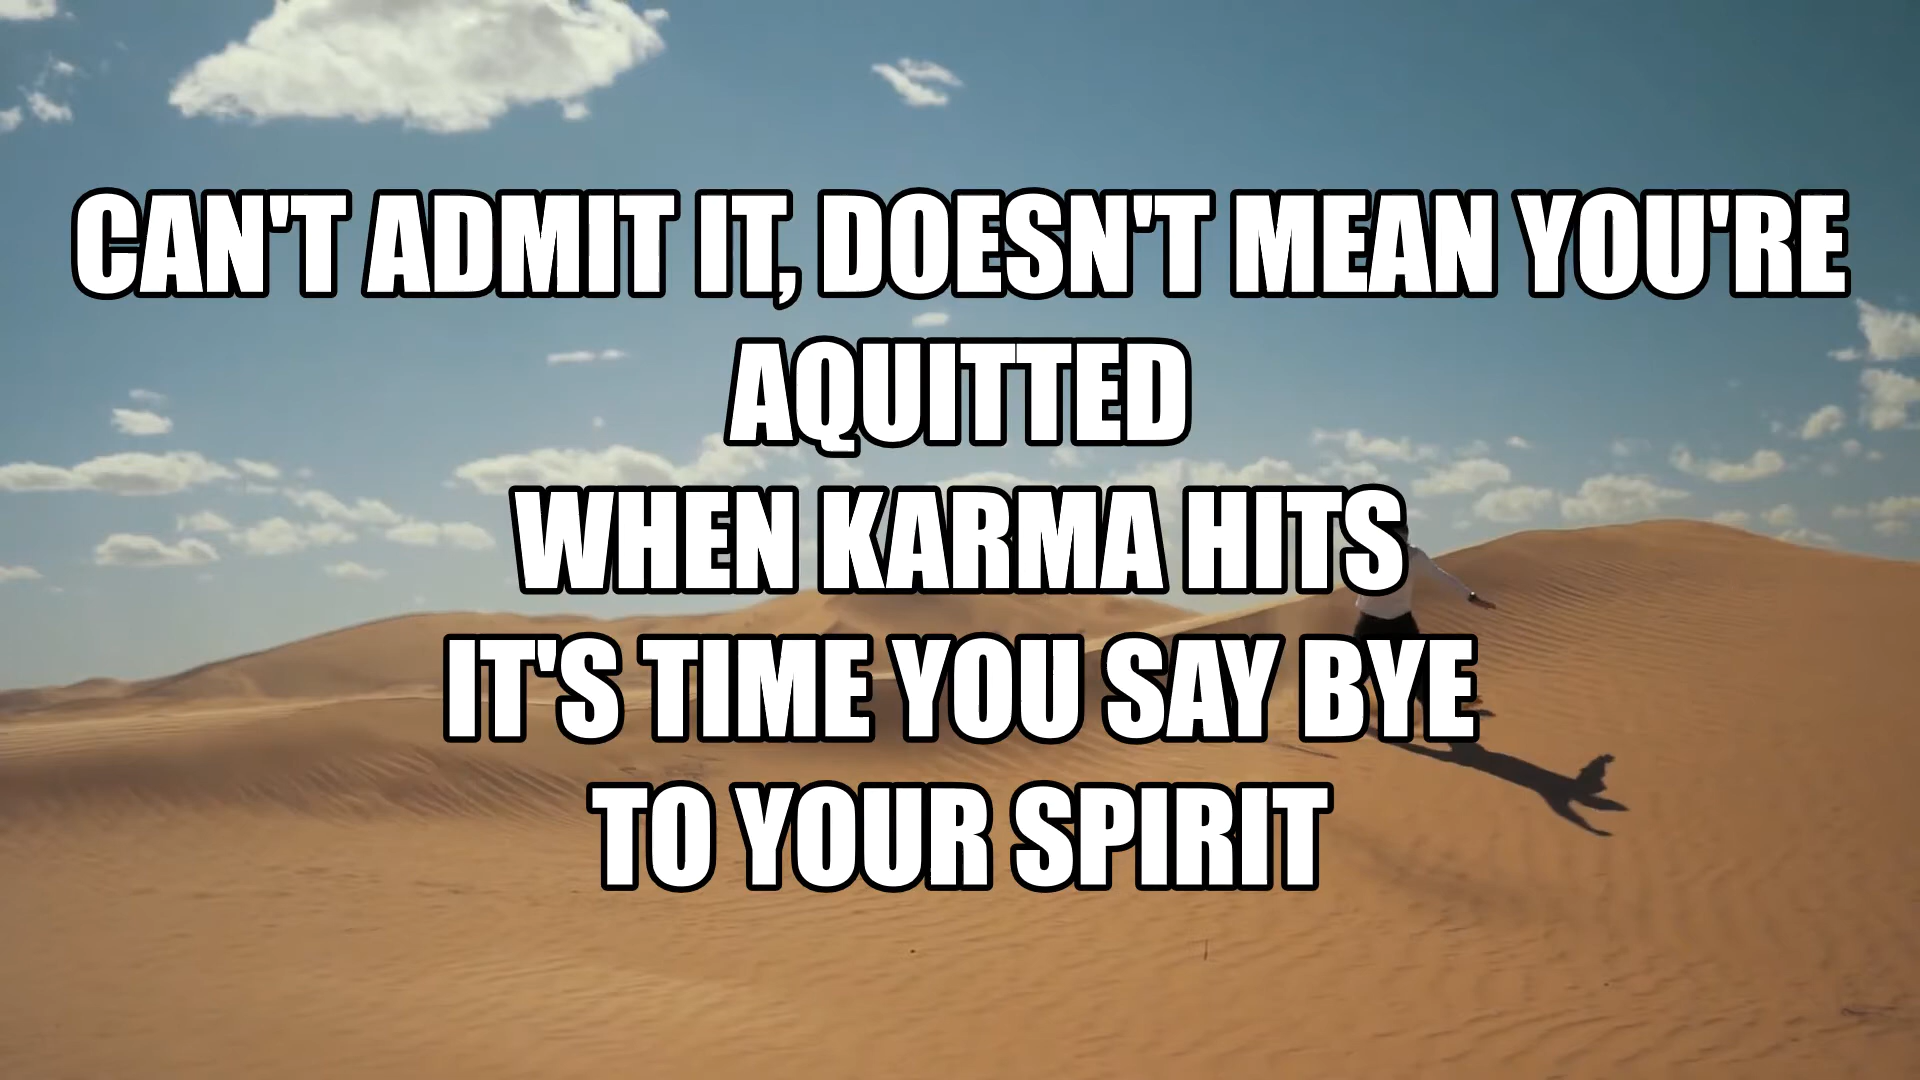 CAN'T ADMIT IT, DOESN'T MEAN YOU'RE
AQUITTED
WHEN KARMA HITS
IT'S TIME YOU SAY BYE
TO YOUR SPIRIT